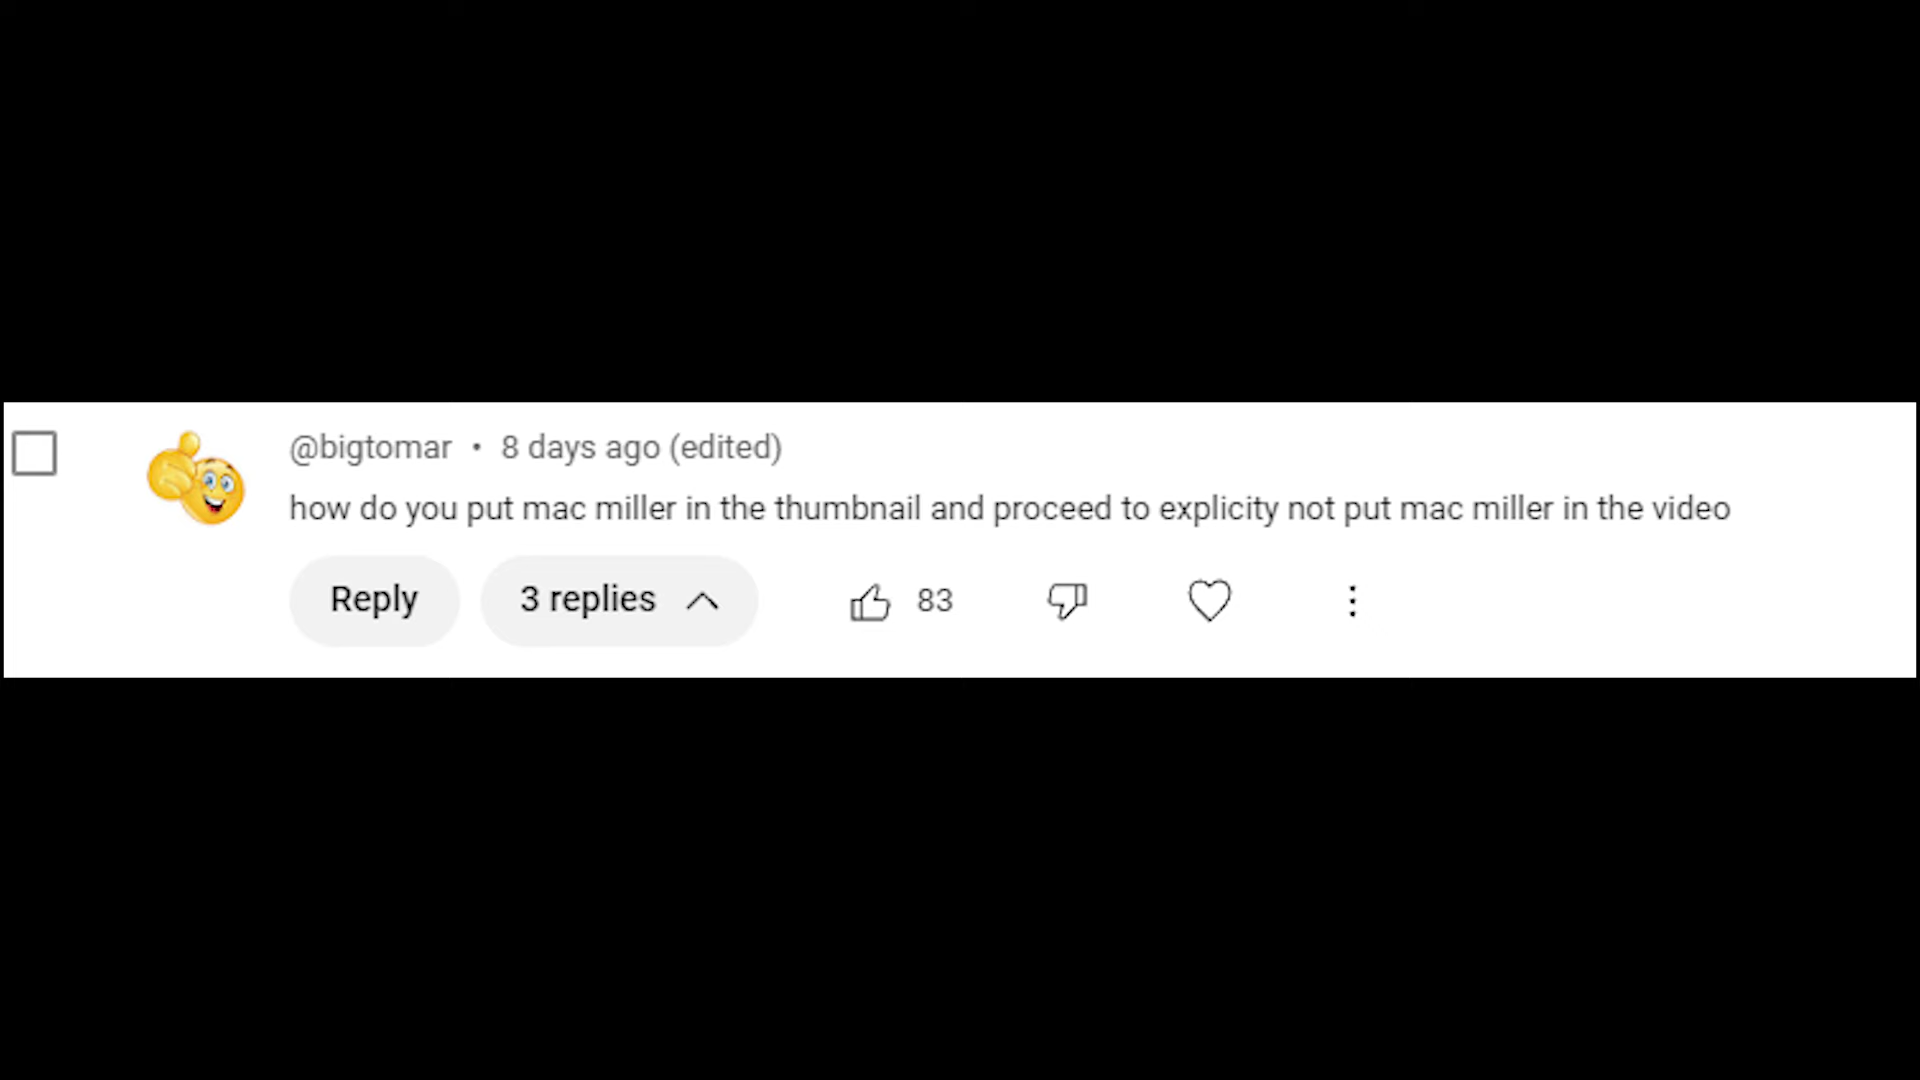 @bigtomar • 8 days ago (edited)
how do you put mac miller in the thumbnail and proceed to explicity not put mac miller in the video
Reply 3 replies 83